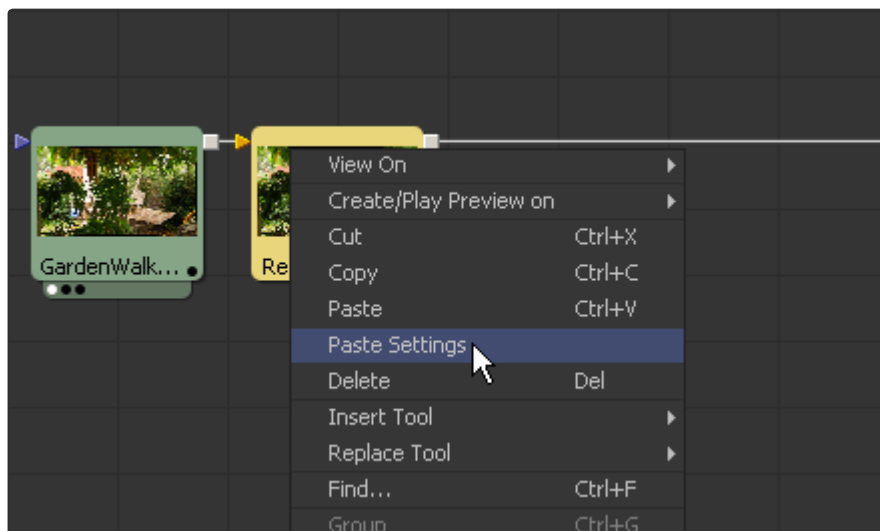 View On
Create/Play Preview on
Cut Ctrl+X
GardenWalk... Re
Copy Ctrl+C
Paste Ctrl+V
Paste Settings
Delete Del
Insert Tool
Replace Tool
Find... Ctrl+F
Group Ctrl+G